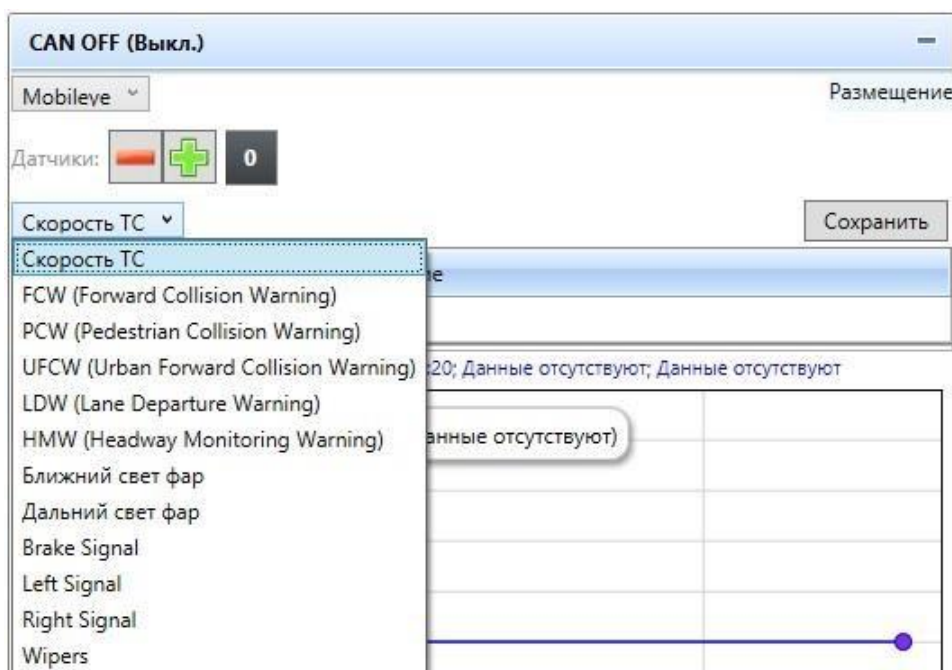 CAN OFF (Выкл.)
Mobileye
Размещение
Датчики:
0
Скорость ТС
Сохранить
Скорость ТС
FCW (Forward Collision Warning)
PCW (Pedestrian Collision Warning)
UFCW (Urban Forward Collision Warning)
20; Данные отсутствуют; Данные отсутствуют
LDW (Lane Departure Warning)
HMW (Headway Monitoring Warning)
отсутствуют)
Ближний свет фар
Дальний свет фар
Brake Signal
Left Signal
Right Signal
Wipers